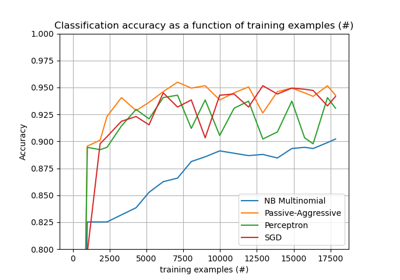 Classification accuracy as a function of training examples (#)
1.000
0.975
0.950
0.925
0.900
0.875
0.850
0.825
0.800
Accuracy
0 2500 5000 7500 10000 12500 15000 17500
training examples (#)
NB Multinomial
Passive-Aggressive
Perceptron
SGD